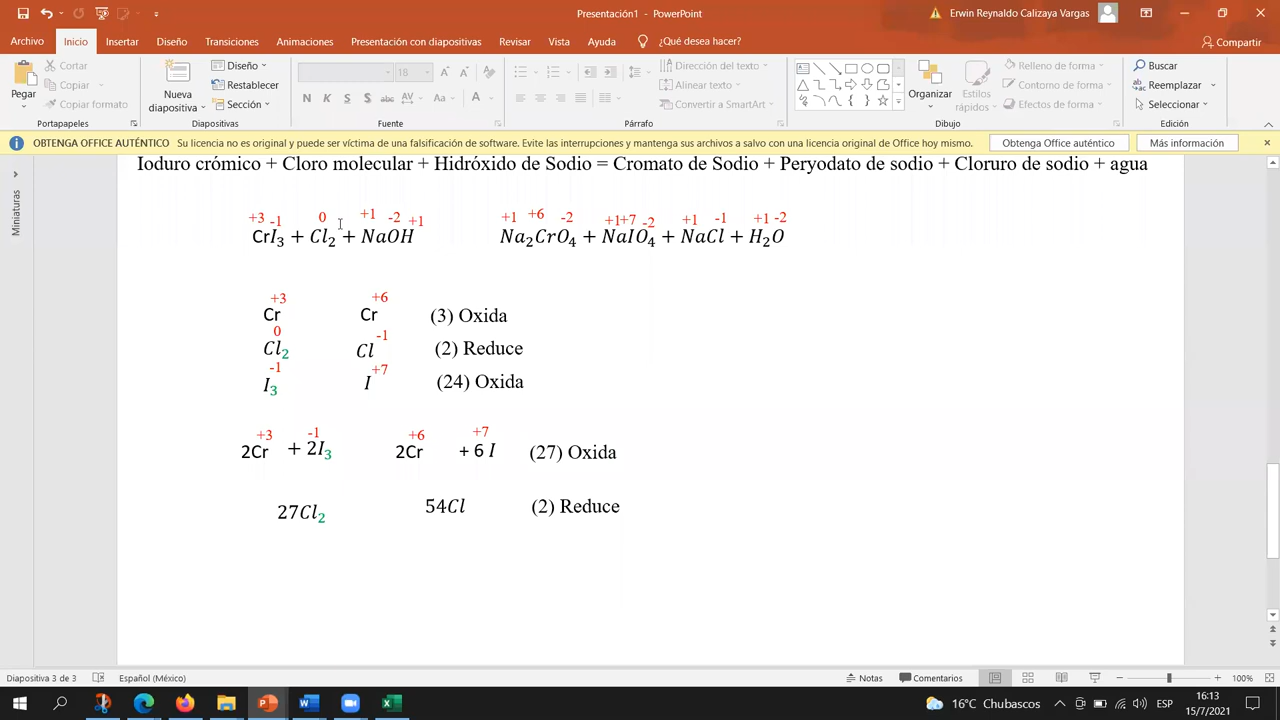 Presentación1 - PowerPoint
Erwin Reynaldo Calizaya Vargas
Archivo Inicio Insertar Diseño Transiciones Animaciones Presentación con diapositivas Revisar Vista Ayuda ¿Qué desea hacer? Compartir
Pegar
Cortar
Copiar
Copiar formato
Portapapeles
Nueva diapositiva
Diseño
Restablecer
Sección
Diapositivas
18
N K S S abc AV Aa A
Fuente
Párrafo
Dirección del texto
Alinear texto
Convertir a SmartArt
Organizar
Estilos rápidos
Relleno de forma
Contorno de forma
Efectos de forma
Dibujo
Buscar
Reemplazar
Seleccionar
Edición
OBTENGA OFFICE AUTÉNTICO Su licencia no es original y puede ser víctima de una falsificación de software. Evite las interrupciones y mantenga sus archivos a salvo con una licencia original de Office hoy mismo. Obtenga Office auténtico Más información
Miniaturas
Ioduro crómico + Cloro molecular + Hidróxido de Sodio = Cromato de Sodio + Peryodato de sodio + Cloruro de sodio + agua
+3 -1 0 +1 -2 +1 +1 +6 -2 +1+7 -2 +1 -1 +1 -2
CrI₃ + Cl₂ + NaOH Na₂CrO₄ + NaIO₄ + NaCl + H₂O
+3 +6
Cr Cr (3) Oxida
0 -1
Cl₂ Cl (2) Reduce
-1 +7
I₃ I (24) Oxida
+3 -1 +6 +7
2Cr + 2I₃ 2Cr + 6 I (27) Oxida
27Cl₂ 54Cl (2) Reduce
Diapositiva 3 de 3 Español (México) Notas Comentarios 100%
16°C Chubascos ESP 16:13
15/7/2021